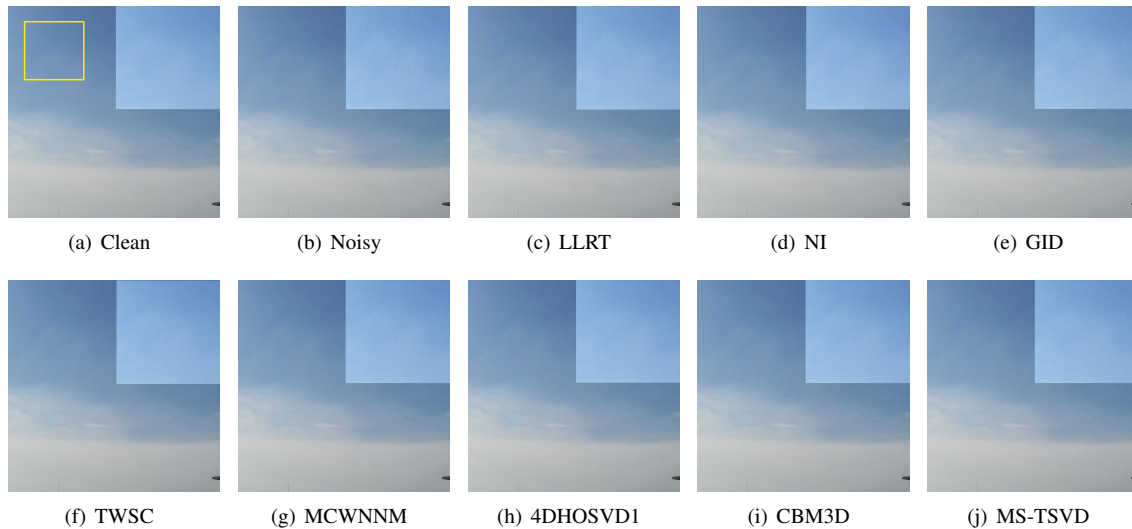 (a) Clean
(b) Noisy
(c) LLRT
(d) NI
(e) GID
(f) TWSC
(g) MCWNNM
(h) 4DHOSVD1
(i) CBM3D
(j) MS-TSVD